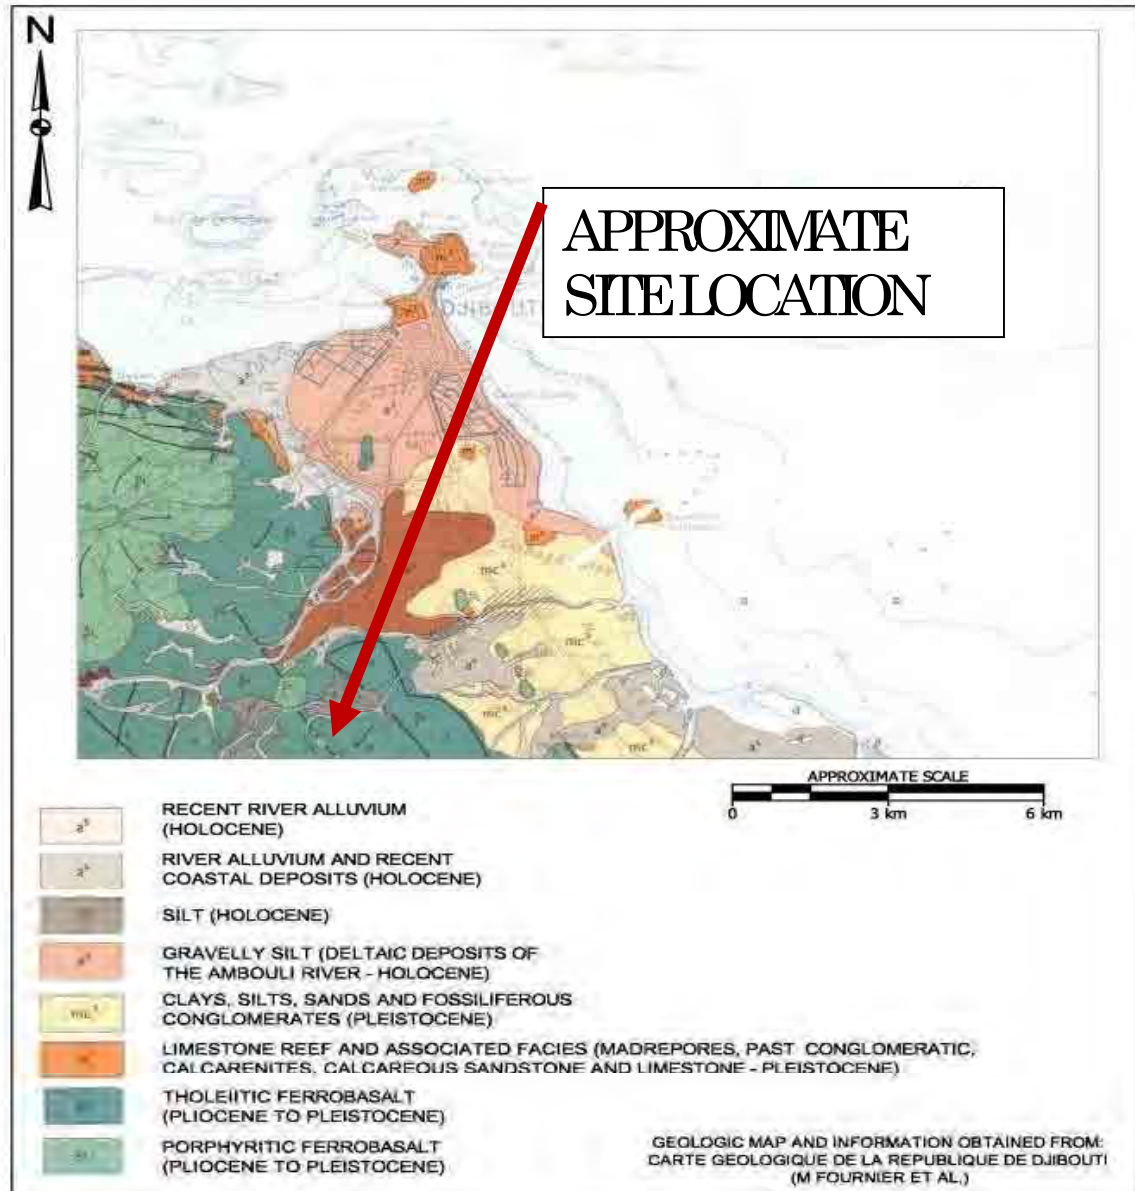 N
APPROXIMATE
SITE LOCATION
mc³
APPROXIMATE SCALE
0 3 km 6 km
RECENT RIVER ALLUVIUM
(HOLOCENE)
RIVER ALLUVIUM AND RECENT
COASTAL DEPOSITS (HOLOCENE)
SILT (HOLOCENE)
GRAVELLY SILT (DELTAIC DEPOSITS OF
THE AMBOULI RIVER - HOLOCENE)
CLAYS, SILTS, SANDS AND FOSSILIFEROUS
CONGLOMERATES (PLEISTOCENE)
LIMESTONE REEF AND ASSOCIATED FACIES (MADREPORES, PAST CONGLOMERATIC,
CALCARENITES, CALCAREOUS SANDSTONE AND LIMESTONE - PLEISTOCENE)
THOLEIITIC FERROBASALT
(PLIOCENE TO PLEISTOCENE)
PORPHYRITIC FERROBASALT
(PLIOCENE TO PLEISTOCENE)
GEOLOGIC MAP AND INFORMATION OBTAINED FROM:
CARTE GEOLOGIQUE DE LA REPUBLIQUE DE DJIBOUTI
(M FOURNIER ET AL.)